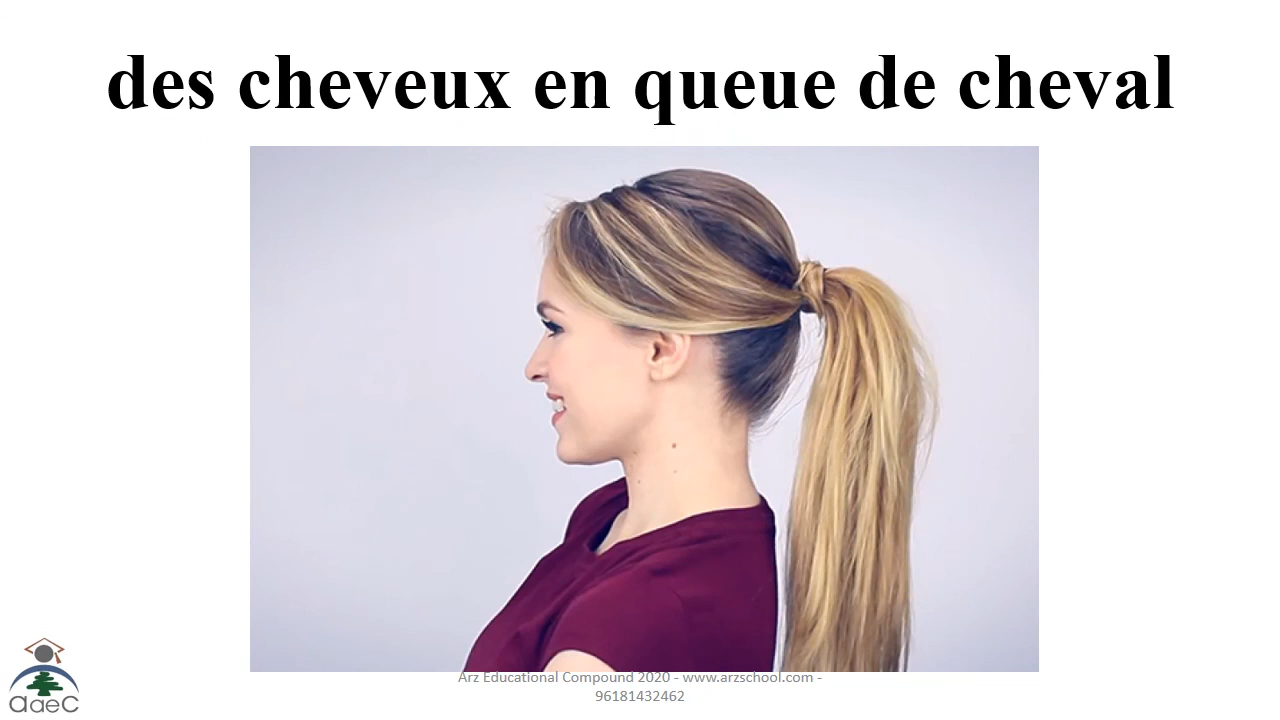 des cheveux en queue de cheval
Arz Educational Compound 2020 - www.arzschool.com -
96181432462
aaec